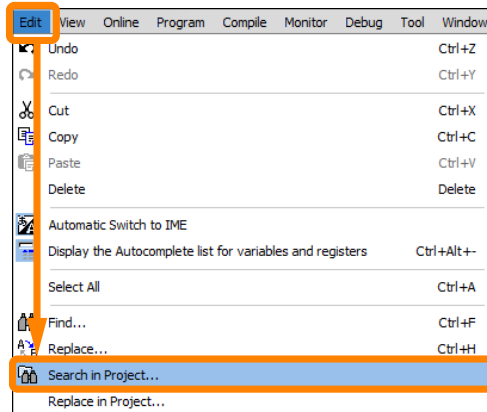 Edit View Online Program Compile Monitor Debug Tool Window
Undo Ctrl+Z
Redo Ctrl+Y
Cut Ctrl+X
Copy Ctrl+C
Paste Ctrl+V
Delete Delete
Automatic Switch to IME
Display the Autocomplete list for variables and registers Ctrl+Alt+-
Select All Ctrl+A
Find... Ctrl+F
Replace... Ctrl+H
Search in Project...
Replace in Project...